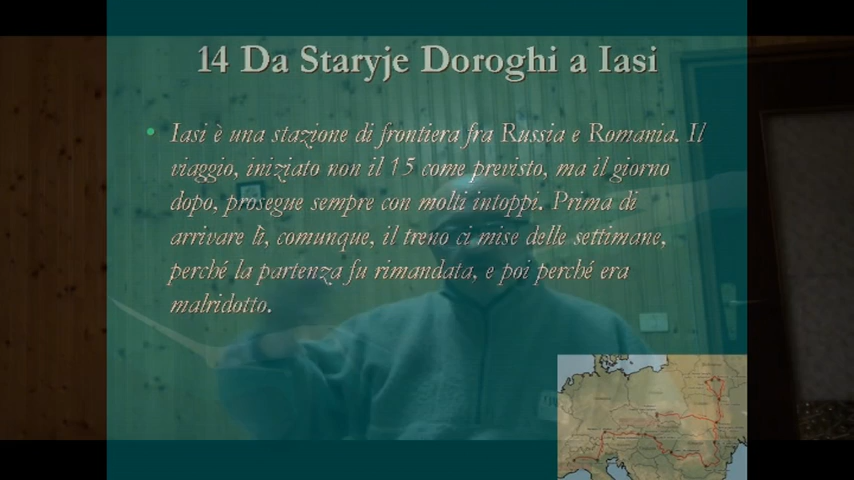 14 Da Staryje Doroghi a Iasi
• Iasi è una stazione di frontiera fra Russia e Romania. Il
viaggio, iniziato non il 15 come previsto, ma il giorno
dopo, prosegue sempre con molti intoppi. Prima di
arrivare lì, comunque, il treno ci mise delle settimane,
perché la partenza fu rimandata, e poi perché era
malridotto.